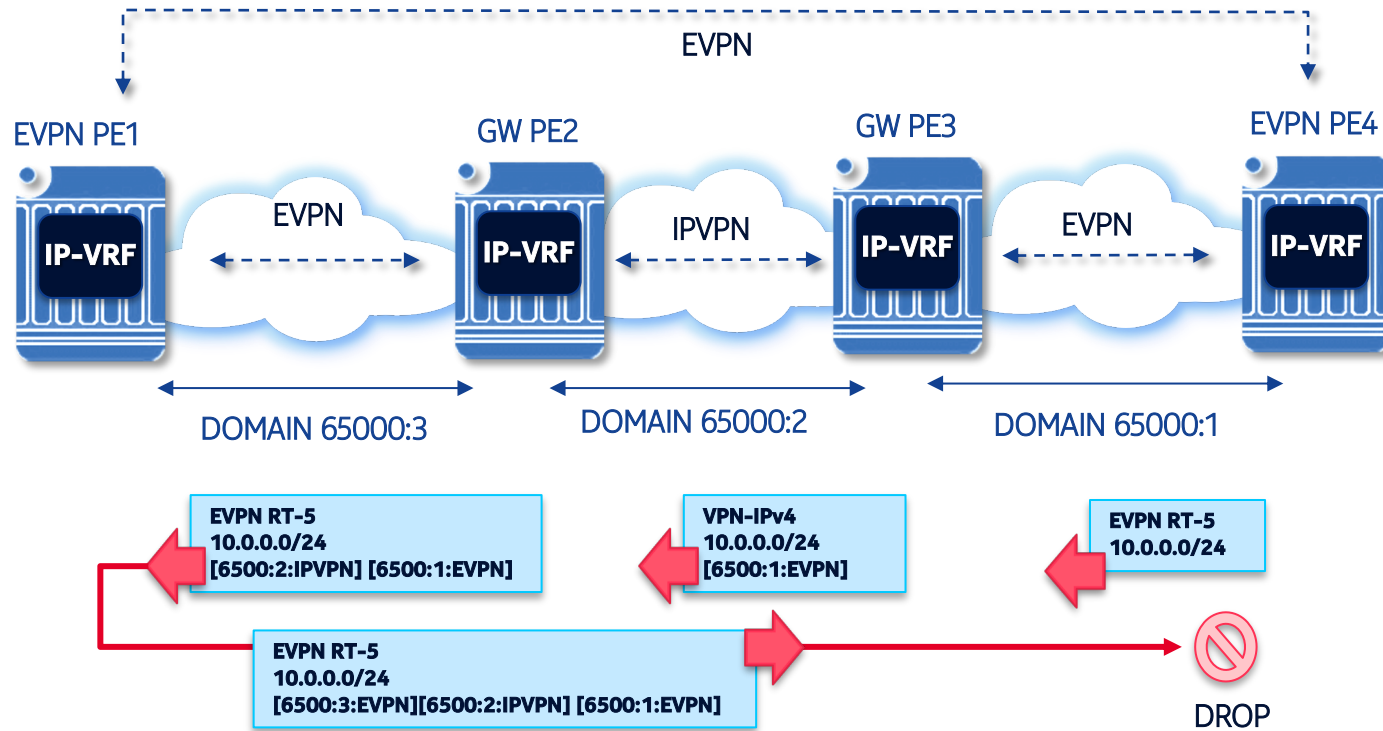 EVPN
EVPN PE1
GW PE2
GW PE3
EVPN PE4
EVPN
IPVPN
EVPN
IP-VRF
IP-VRF
IP-VRF
IP-VRF
DOMAIN 65000:3
DOMAIN 65000:2
DOMAIN 65000:1
EVPN RT-5
10.0.0.0/24
[6500:2:IPVPN] [6500:1:EVPN]
VPN-IPv4
10.0.0.0/24
[6500:1:EVPN]
EVPN RT-5
10.0.0.0/24
EVPN RT-5
10.0.0.0/24
[6500:3:EVPN][6500:2:IPVPN] [6500:1:EVPN]
DROP